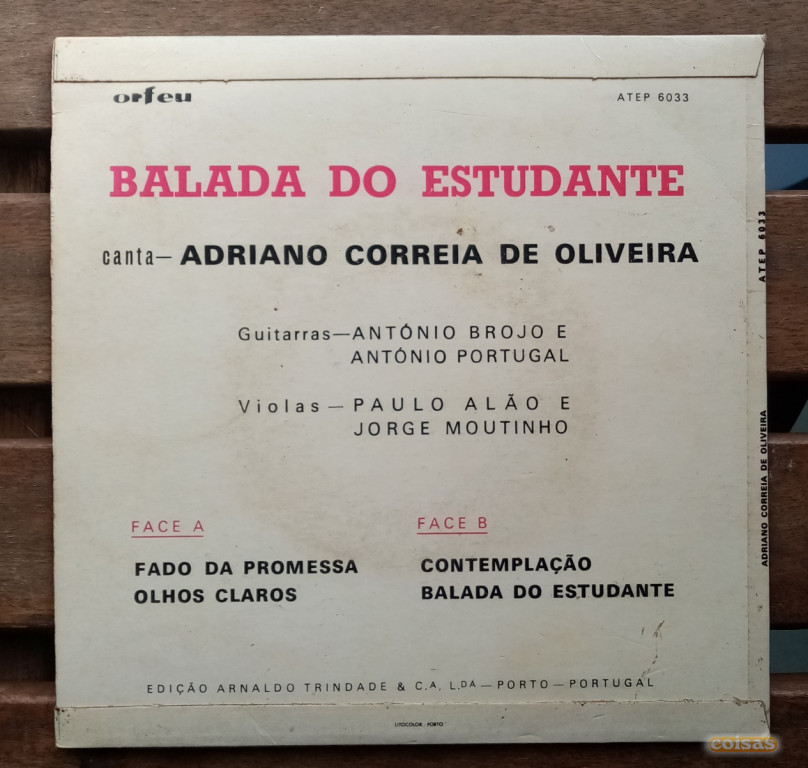 orfeu
ATEP 6033
BALADA DO ESTUDANTE
canta— ADRIANO CORREIA DE OLIVEIRA
Guitarras—ANTÓNIO BROJO E
ANTÓNIO PORTUGAL
Violas — PAULO ALÃO E
JORGE MOUTINHO
FACE A
FADO DA PROMESSA
OLHOS CLAROS
FACE B
CONTEMPLAÇÃO
BALADA DO ESTUDANTE
EDIÇÃO ARNALDO TRINDADE & C.A, L.DA — PORTO — PORTUGAL
LITOCOLOR - PORTO
ATEP 6033
ADRIANO CORREIA DE OLIVEIRA
coisas